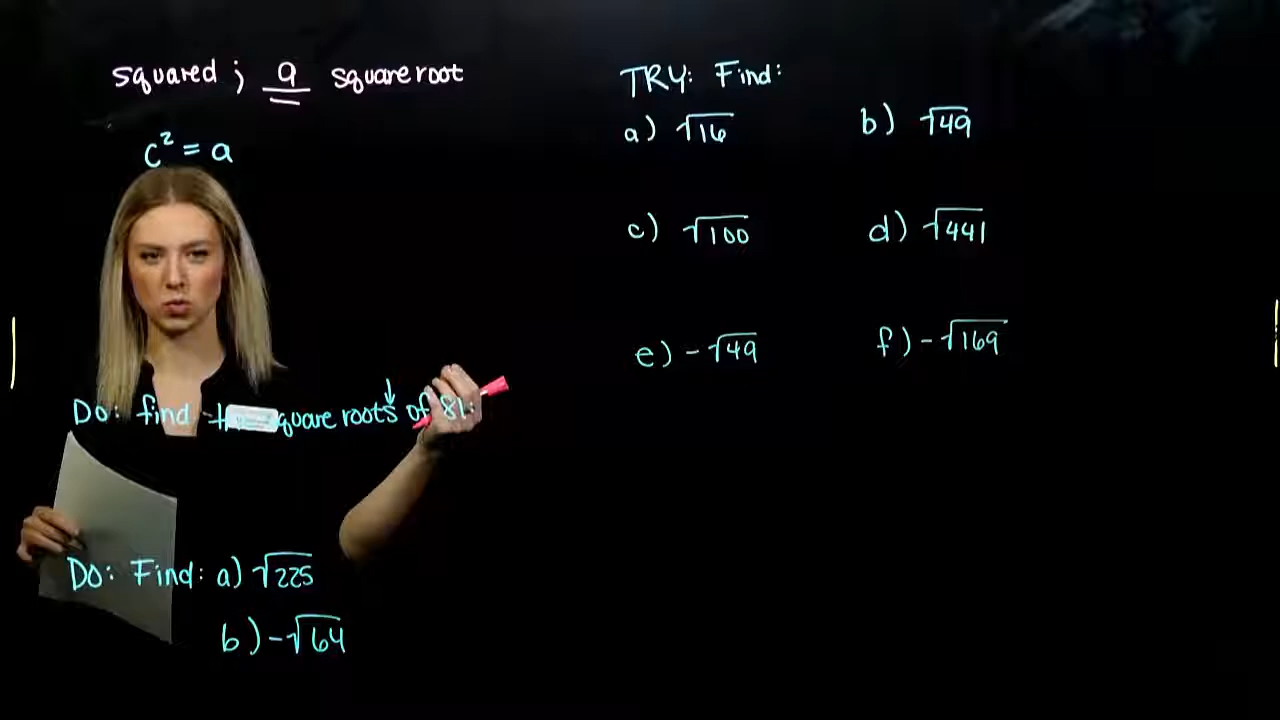 squared ; a square root
c² = a
Do: find square roots of 81:
Do: Find: a) √225
b) -√64
TRY: Find:
a) √16 b) √49
c) √100 d) √441
e) -√49 f) -√169